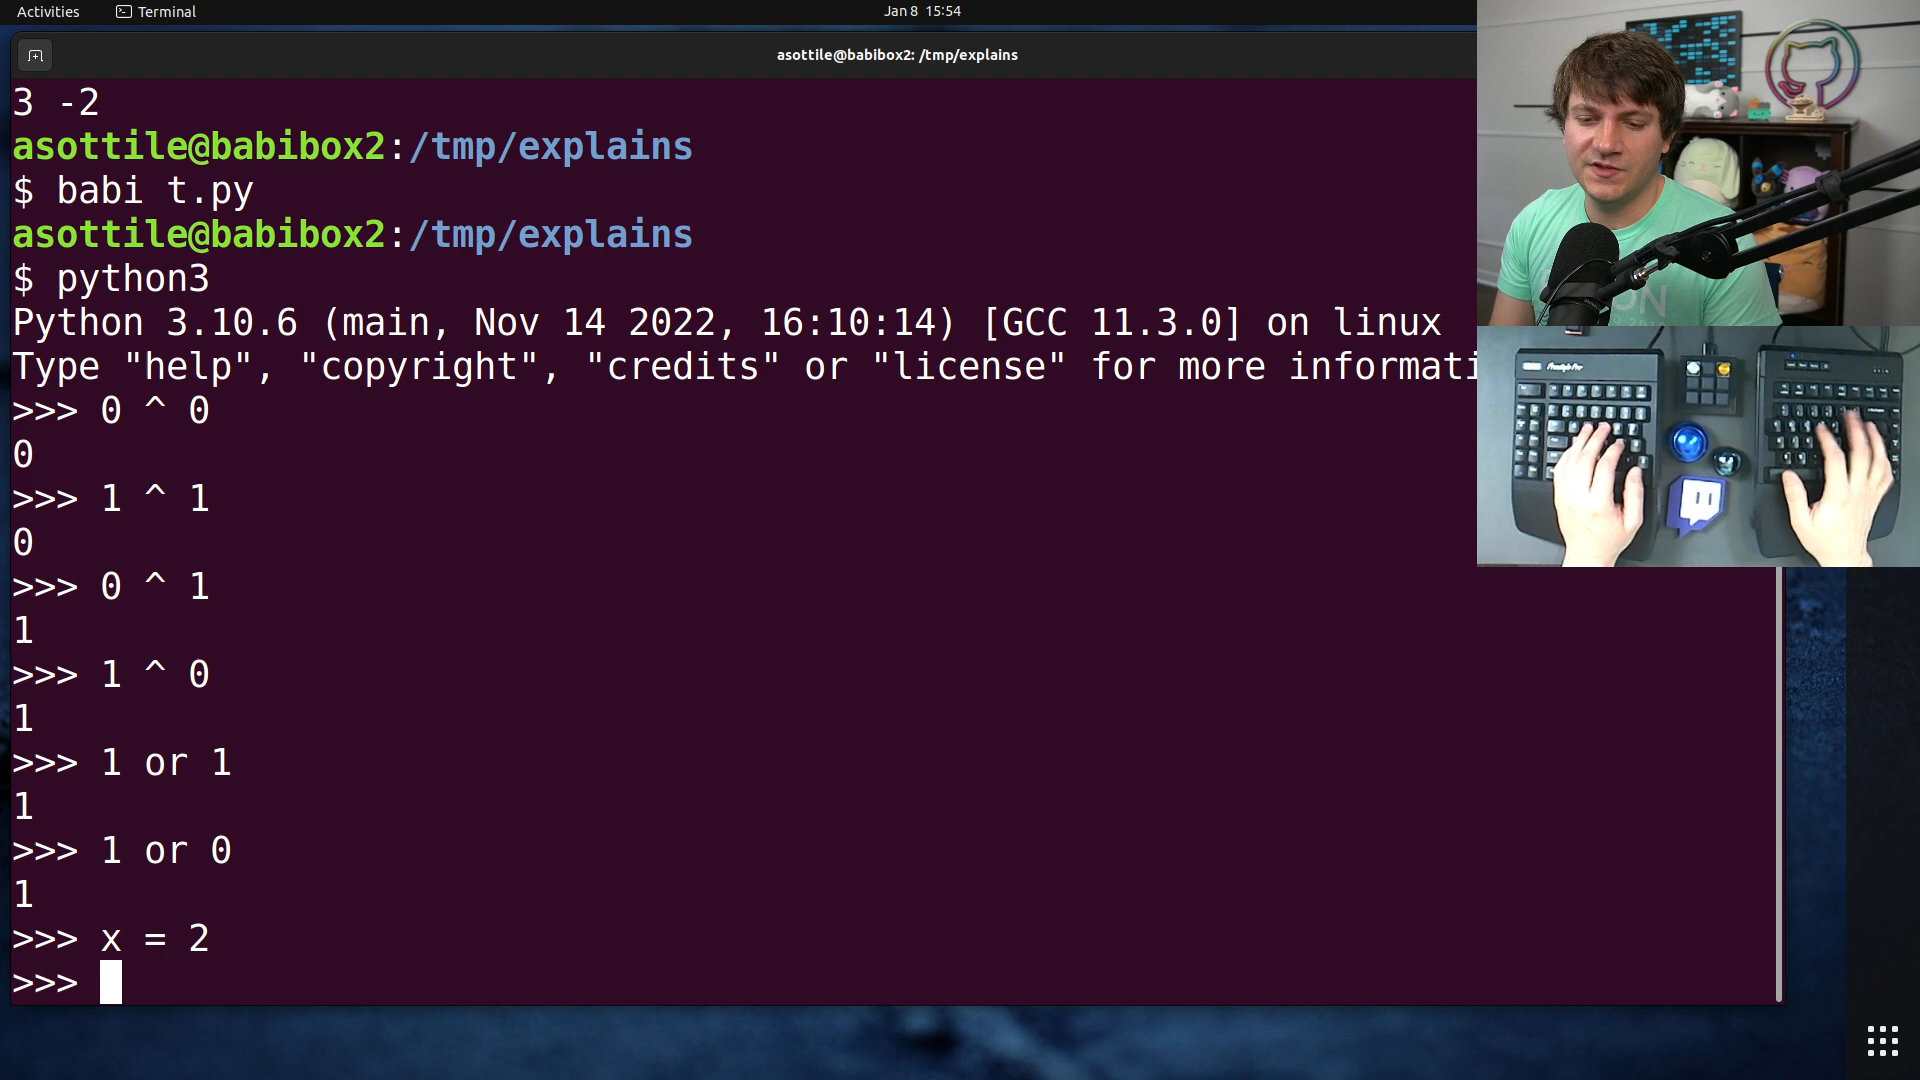 Activities
Terminal
Jan 8 15:54
asottile@babibox2: /tmp/explains
3 -2
asottile@babibox2:/tmp/explains
$ babi t.py
asottile@babibox2:/tmp/explains
$ python3
Python 3.10.6 (main, Nov 14 2022, 16:10:14) [GCC 11.3.0] on linux
Type "help", "copyright", "credits" or "license" for more informati
>>> 0 ^ 0
0
>>> 1 ^ 1
0
>>> 0 ^ 1
1
>>> 1 ^ 0
1
>>> 1 or 1
1
>>> 1 or 0
1
>>> x = 2
>>>